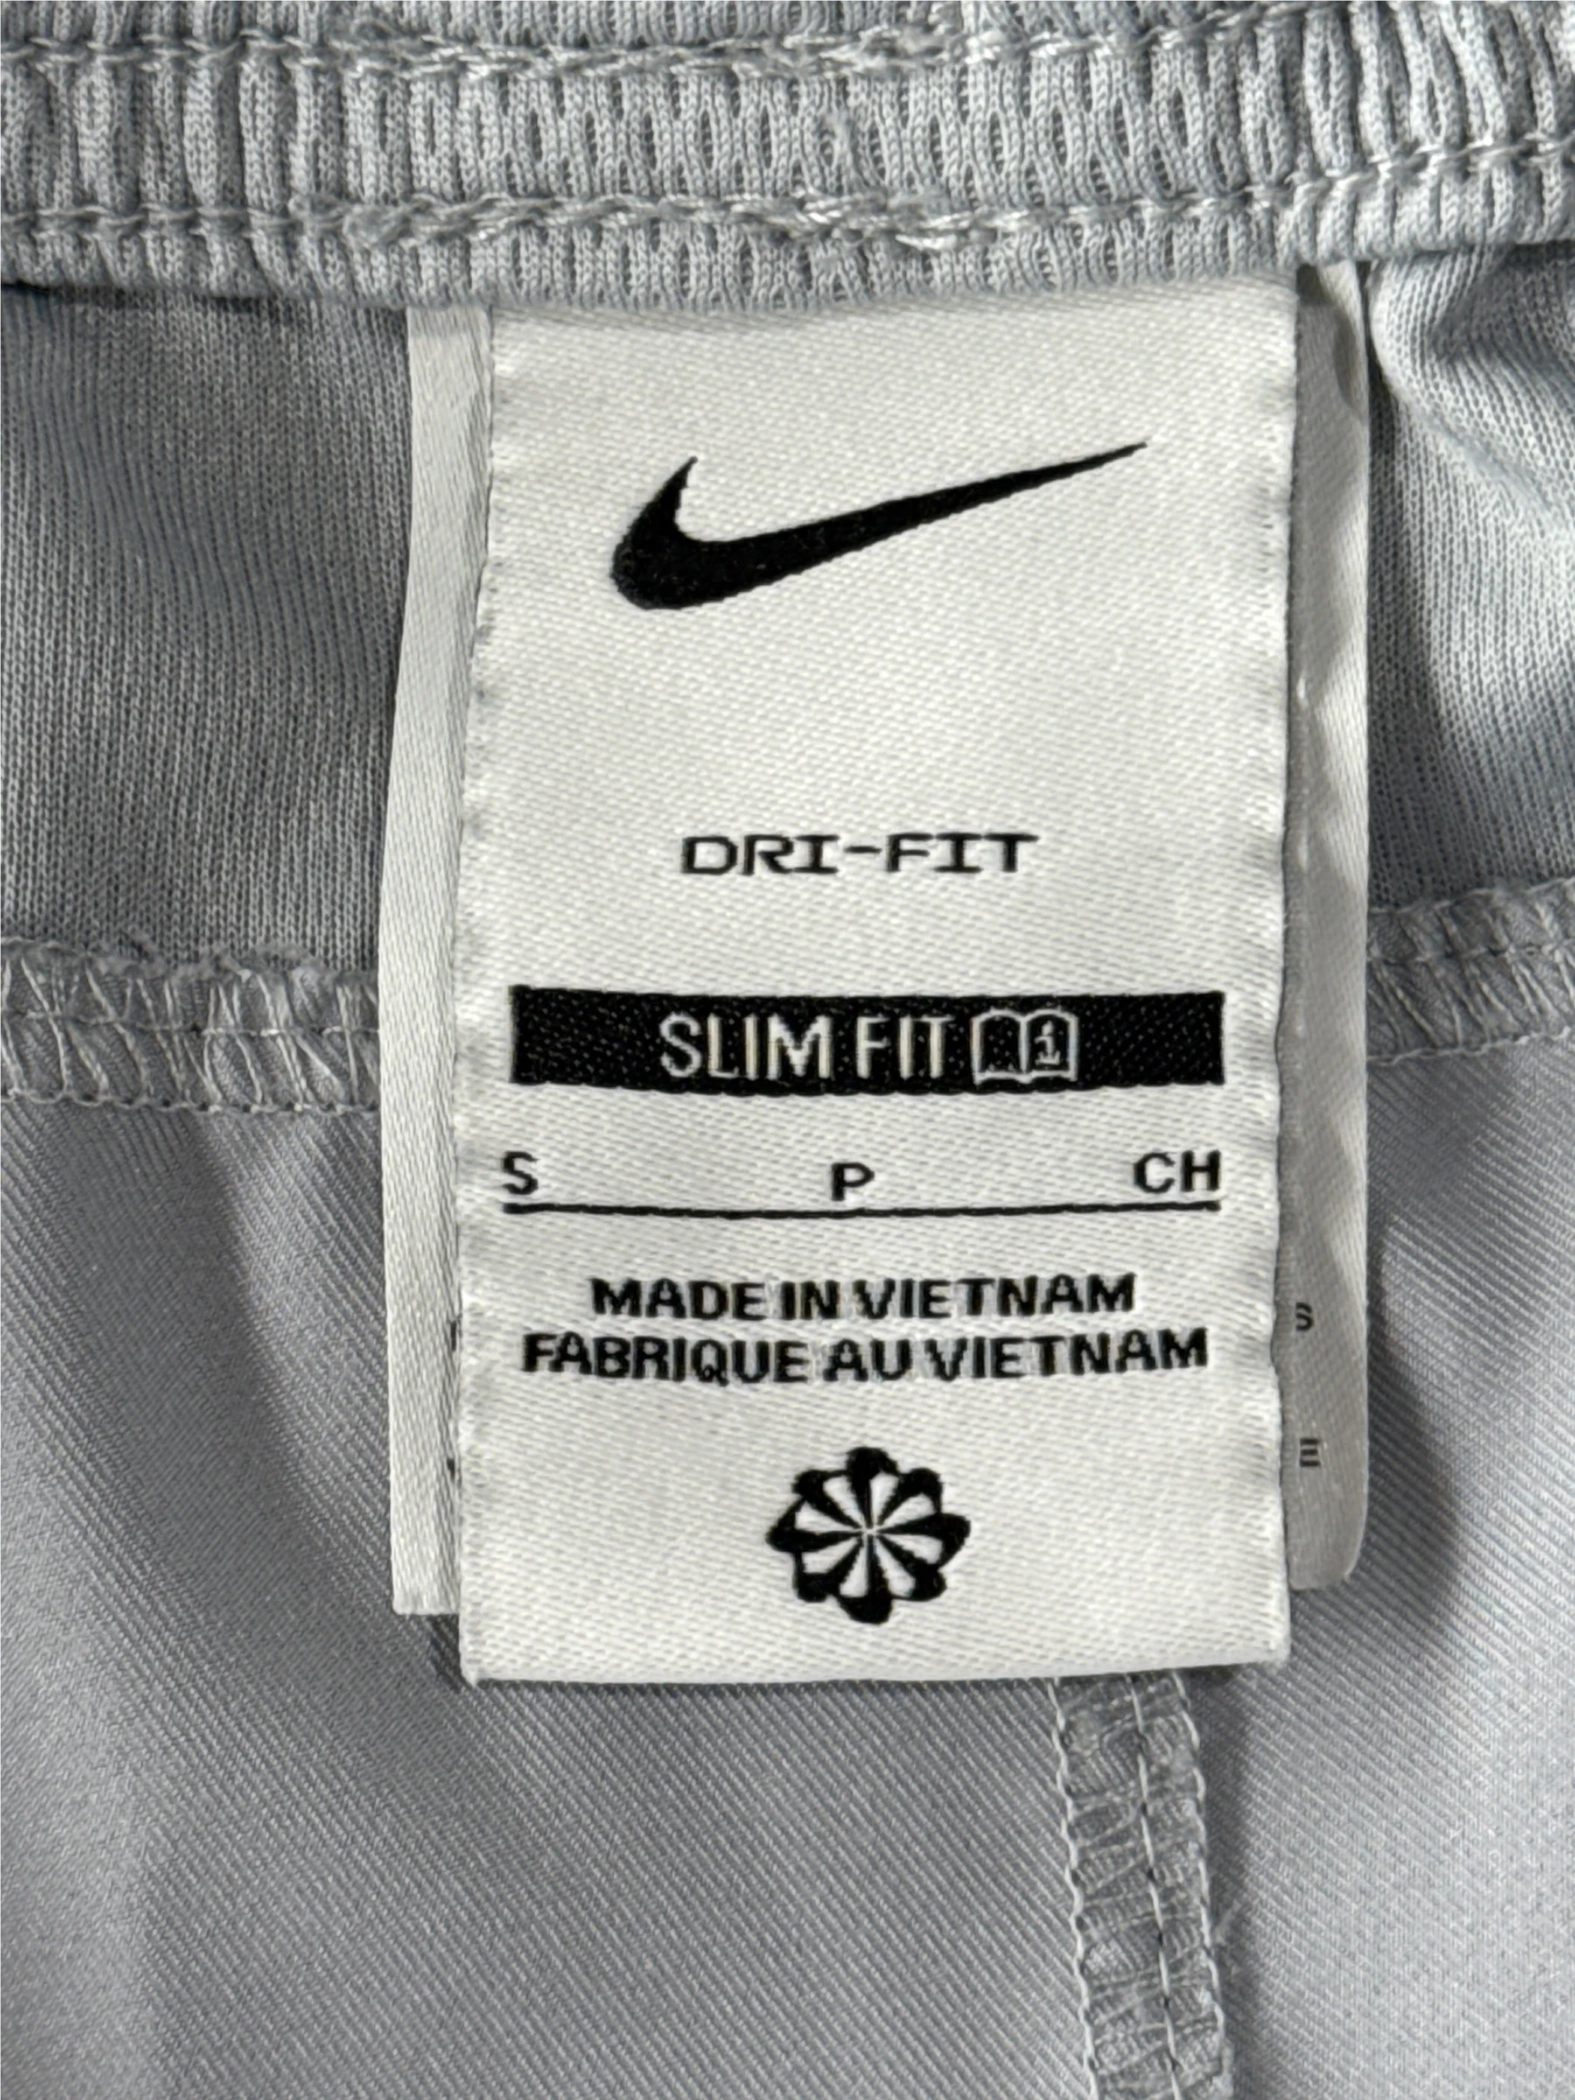 DRI-FIT
SLIM FIT i
S P CH
MADE IN VIETNAM
FABRIQUE AU VIETNAM
S
E